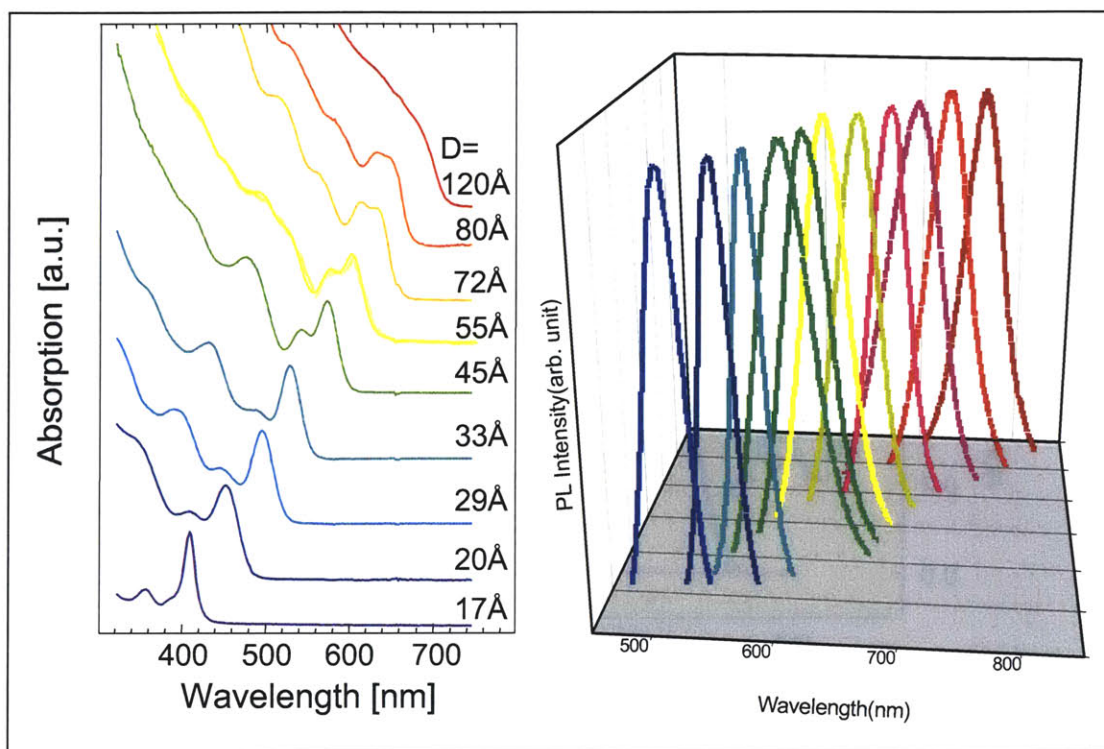 Absorption [a.u.]
D=
120Å
80Å
72Å
55Å
45Å
33Å
29Å
20Å
17Å
400 500 600 700
Wavelength [nm]
PL Intensity(arb. unit)
500 600 700 800
Wavelength(nm)